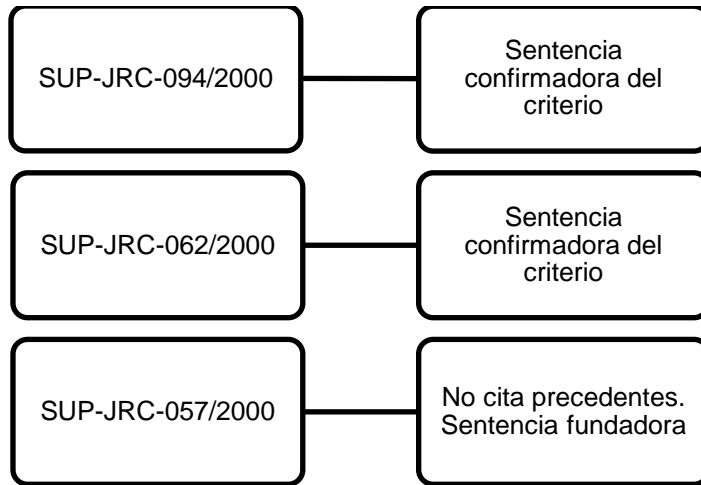 SUP-JRC-094/2000
Sentencia
confirmadora del
criterio
SUP-JRC-062/2000
Sentencia
confirmadora del
criterio
SUP-JRC-057/2000
No cita precedentes.
Sentencia fundadora